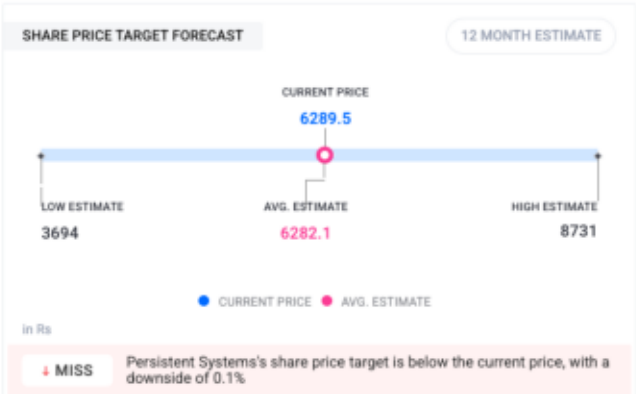 SHARE PRICE TARGET FORECAST
12 MONTH ESTIMATE
CURRENT PRICE
6289.5
LOW ESTIMATE
AVG. ESTIMATE
HIGH ESTIMATE
3694
6282.1
8731
CURRENT PRICE
AVG. ESTIMATE
in Rs
↓ MISS
Persistent Systems's share price target is below the current price, with a
downside of 0.1%